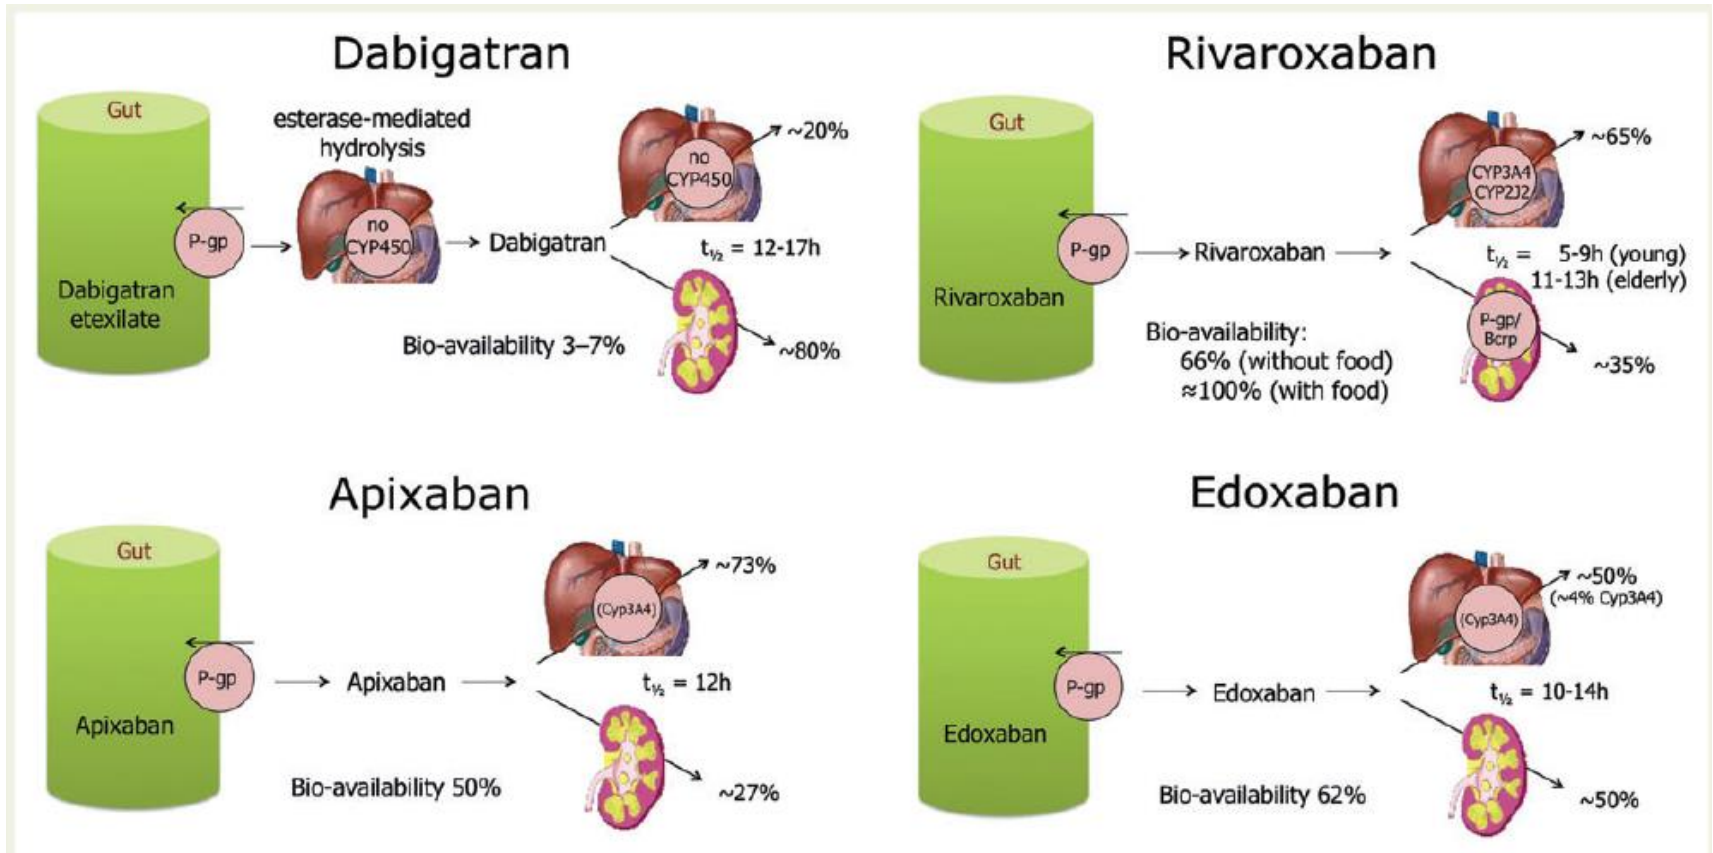 Dabigatran
Gut
esterase-mediated
hydrolysis
no
CYP450
~20%
P-gp
no
CYP450
Dabigatran
t½ = 12-17h
Dabigatran
etexilate
Bio-availability 3–7%
~80%
Rivaroxaban
Gut
CYP3A4
CYP2J2
~65%
P-gp
Rivaroxaban
t½ = 5-9h (young)
11-13h (elderly)
Rivaroxaban
Bio-availability:
66% (without food)
≈100% (with food)
P-gp/
Bcrp
~35%
Apixaban
Gut
(Cyp3A4)
~73%
P-gp
Apixaban
t½ = 12h
Apixaban
Bio-availability 50%
~27%
Edoxaban
Gut
(Cyp3A4)
~50%
(~4% Cyp3A4)
P-gp
Edoxaban
t½ = 10-14h
Edoxaban
Bio-availability 62%
~50%